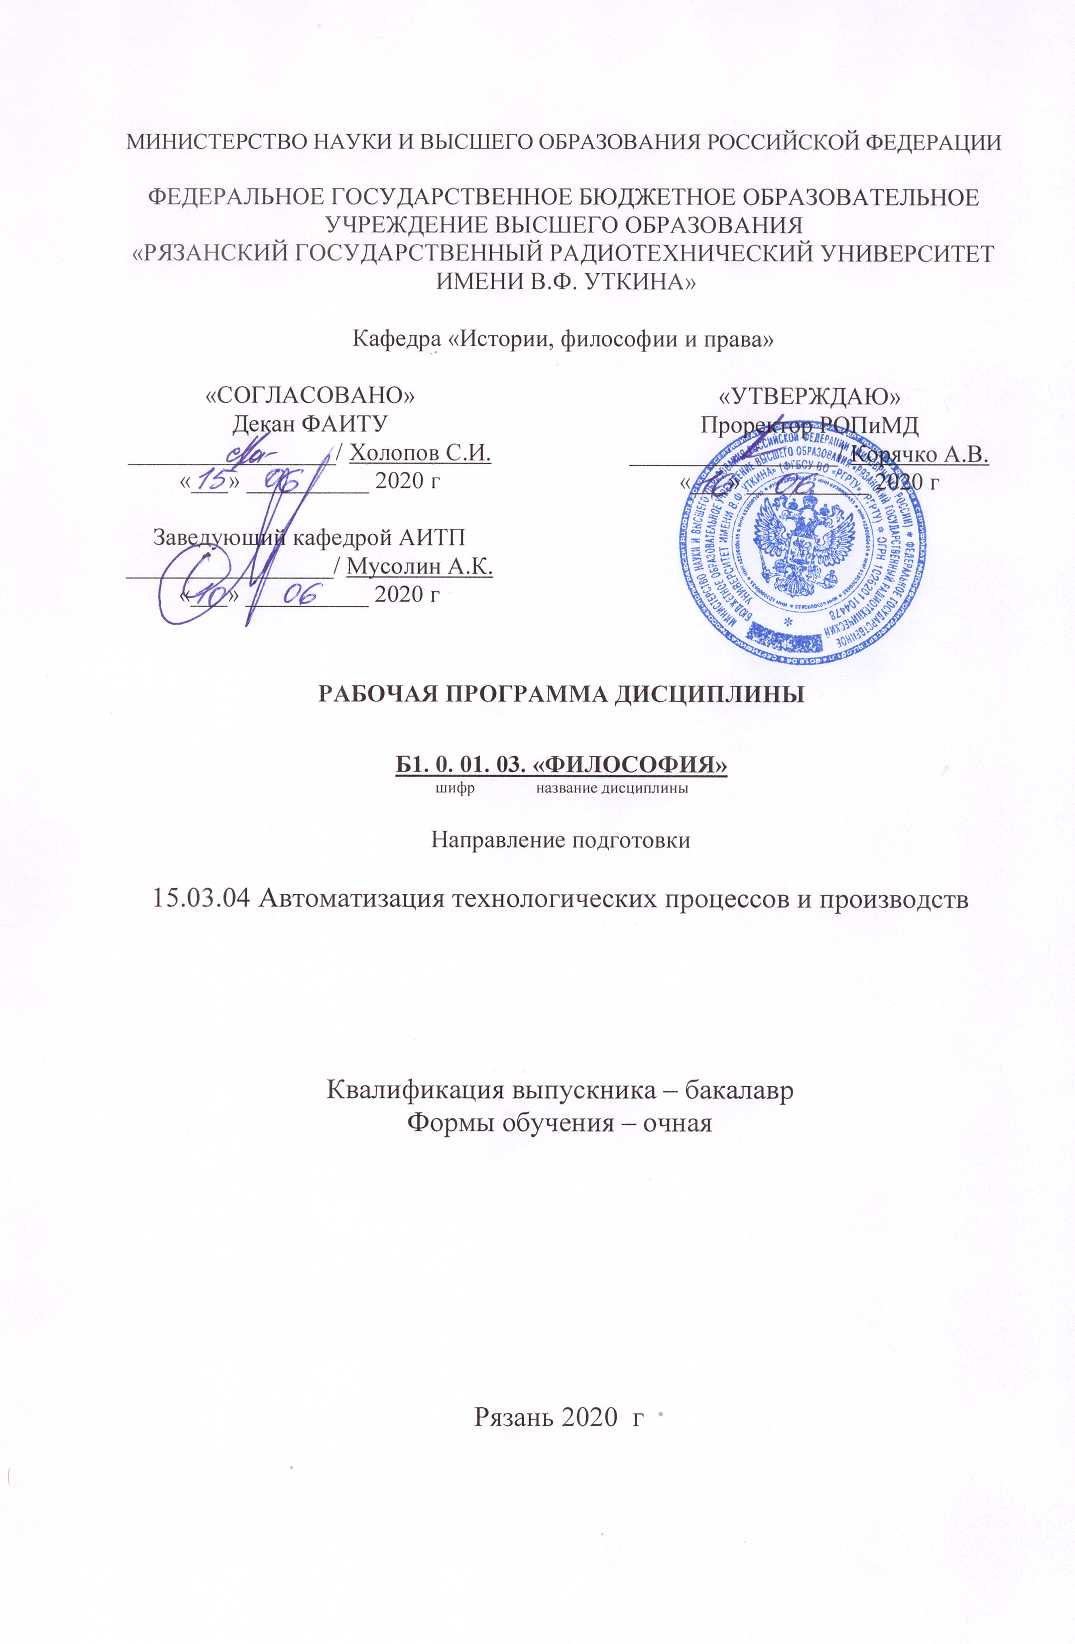 МИНИСТЕРСТВО НАУКИ И ВЫСШЕГО ОБРАЗОВАНИЯ РОССИЙСКОЙ ФЕДЕРАЦИИ
ФЕДЕРАЛЬНОЕ ГОСУДАРСТВЕННОЕ БЮДЖЕТНОЕ ОБРАЗОВАТЕЛЬНОЕ
УЧРЕЖДЕНИЕ ВЫСШЕГО ОБРАЗОВАНИЯ
«РЯЗАНСКИЙ ГОСУДАРСТВЕННЫЙ РАДИОТЕХНИЧЕСКИЙ УНИВЕРСИТЕТ
ИМЕНИ В.Ф. УТКИНА»
Кафедра «Истории, философии и права»
«СОГЛАСОВАНО»
Декан ФАИТУ
/ Холопов С.И.
«15» 06 2020 г
Заведующий кафедрой АИТП
/ Мусолин А.К.
«10» 06 2020 г
«УТВЕРЖДАЮ»
Проректор РОПиМД
/ Корячко А.В.
« » 06 2020 г
РАБОЧАЯ ПРОГРАММА ДИСЦИПЛИНЫ
Б1. 0. 01. 03. «ФИЛОСОФИЯ»
шифр название дисциплины
Направление подготовки
15.03.04 Автоматизация технологических процессов и производств
Квалификация выпускника – бакалавр
Формы обучения – очная
Рязань 2020 г